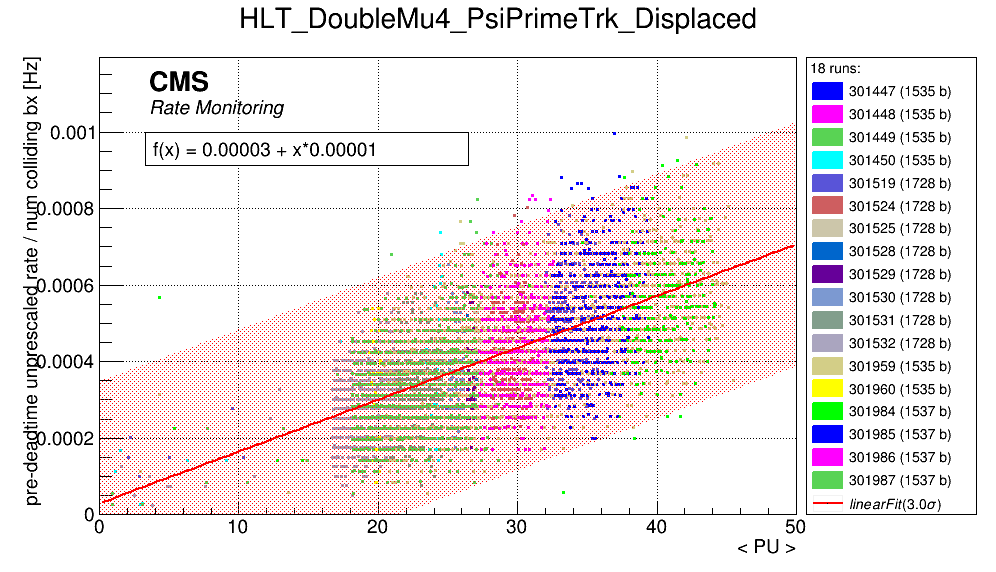 HLT_DoubleMu4_PsiPrimeTrk_Displaced
pre-deadtime unprescaled rate / num colliding bx [Hz]
CMS
Rate Monitoring
f(x) = 0.00003 + x*0.00001
0.001
0.0008
0.0006
0.0004
0.0002
0
0 10 20 30 40 50
< PU >
18 runs:
301447 (1535 b)
301448 (1535 b)
301449 (1535 b)
301450 (1535 b)
301519 (1728 b)
301524 (1728 b)
301525 (1728 b)
301528 (1728 b)
301529 (1728 b)
301530 (1728 b)
301531 (1728 b)
301532 (1728 b)
301959 (1535 b)
301960 (1535 b)
301984 (1537 b)
301985 (1537 b)
301986 (1537 b)
301987 (1537 b)
linearFit(3.0σ)